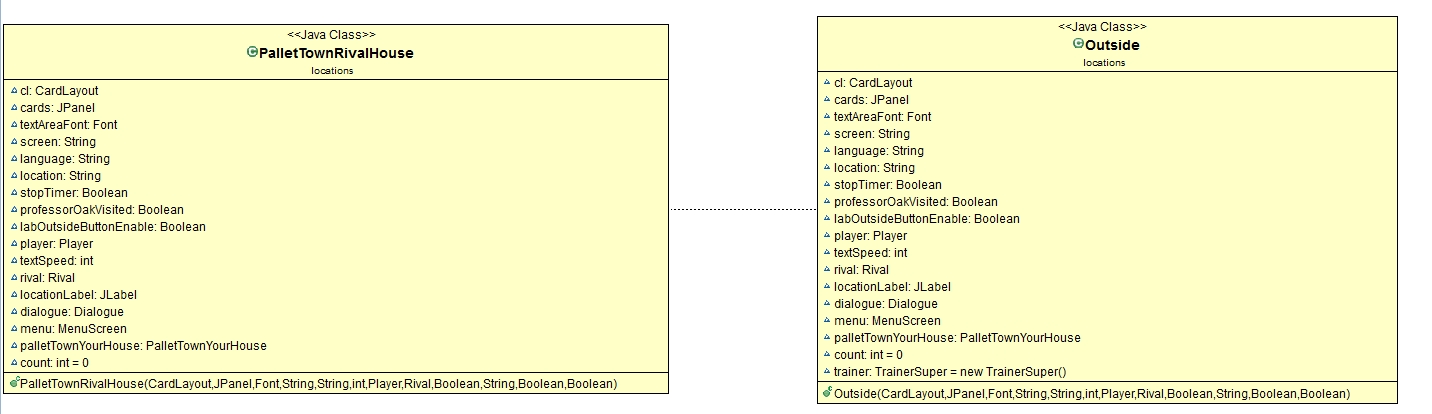 <<Java Class>>
PalletTownRivalHouse
locations
cl: CardLayout
cards: JPanel
textAreaFont: Font
screen: String
language: String
location: String
stopTimer: Boolean
professorOakVisited: Boolean
labOutsideButtonEnable: Boolean
player: Player
textSpeed: int
rival: Rival
locationLabel: JLabel
dialogue: Dialogue
menu: MenuScreen
palletTownYourHouse: PalletTownYourHouse
count: int = 0
PalletTownRivalHouse(CardLayout,JPanel,Font,String,String,int,Player,Rival,Boolean,String,Boolean,Boolean)
<<Java Class>>
Outside
locations
cl: CardLayout
cards: JPanel
textAreaFont: Font
screen: String
language: String
location: String
stopTimer: Boolean
professorOakVisited: Boolean
labOutsideButtonEnable: Boolean
player: Player
textSpeed: int
rival: Rival
locationLabel: JLabel
dialogue: Dialogue
menu: MenuScreen
palletTownYourHouse: PalletTownYourHouse
count: int = 0
trainer: TrainerSuper = new TrainerSuper()
Outside(CardLayout,JPanel,Font,String,String,int,Player,Rival,Boolean,String,Boolean,Boolean)